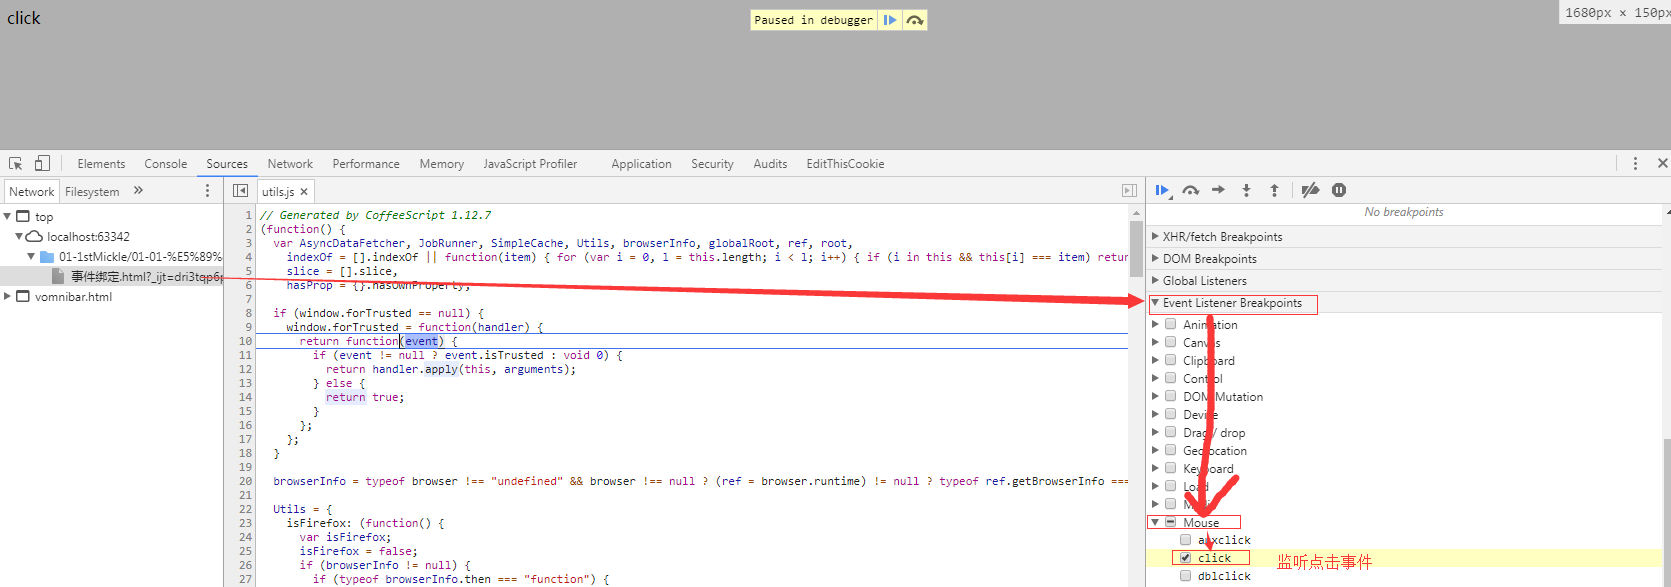 click
Paused in debugger
1680px × 150px
Elements Console Sources Network Performance Memory JavaScript Profiler Application Security Audits EditThisCookie
Network Filesystem »
top
localhost:63342
01-1stMickle/01-01-%E5%89%
事件绑定.html?_ijt=dri3tqp6p
vomnibar.html
utils.js ×
1 // Generated by CoffeeScript 1.12.7
2 (function() {
3 var AsyncDataFetcher, JobRunner, SimpleCache, Utils, browserInfo, globalRoot, ref, root,
4 indexOf = [].indexOf || function(item) { for (var i = 0, l = this.length; i < l; i++) { if (i in this && this[i] === item) retur
5 slice = [].slice,
6 hasProp = {}.hasOwnProperty;
7
8 if (window.forTrusted == null) {
9 window.forTrusted = function(handler) {
10 return function(event) {
11 if (event != null ? event.isTrusted : void 0) {
12 return handler.apply(this, arguments);
13 } else {
14 return true;
15 }
16 };
17 };
18 }
19
20 browserInfo = typeof browser !== "undefined" && browser !== null ? (ref = browser.runtime) != null ? typeof ref.getBrowserInfo ===
21
22 Utils = {
23 isFirefox: (function() {
24 var isFirefox;
25 isFirefox = false;
26 if (browserInfo != null) {
27 if (typeof browserInfo.then === "function") {
No breakpoints
XHR/fetch Breakpoints
DOM Breakpoints
Global Listeners
Event Listener Breakpoints
Animation
Canvas
Clipboard
Control
DOM Mutation
Device
Drag / drop
Geolocation
Keyboard
Load
Mouse
auxclick
click
监听点击事件
dblclick